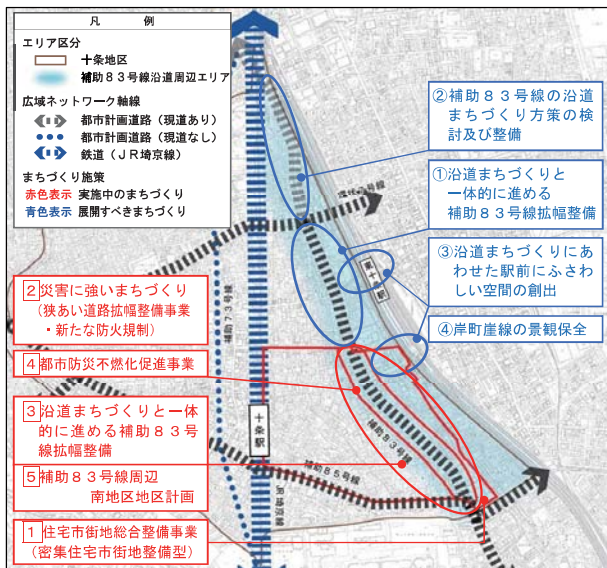 凡 例
エリア区分
十条地区
補助83号線沿道周辺エリア
広域ネットワーク軸線
都市計画道路（現道あり）
都市計画道路（現道なし）
鉄道（JR埼京線）
まちづくり施策
赤色表示 実施中のまちづくり
青色表示 展開すべきまちづくり
②補助83号線の沿道
まちづくり方策の検
討及び整備
①沿道まちづくりと
一体的に進める
補助83号線拡幅整備
③沿道まちづくりにあ
わせた駅前にふさわ
しい空間の創出
④岸町崖線の景観保全
2 災害に強いまちづくり
（狭あい道路拡幅整備事業
・新たな防火規制）
4 都市防災不燃化促進事業
3 沿道まちづくりと一体
的に進める補助83号
線拡幅整備
5 補助83号線周辺
南地区地区計画
1 住宅市街地総合整備事業
（密集住宅市街地整備型）
補助73号線
東十条駅
十条駅
補助83号線
補助85号線
JR埼京線